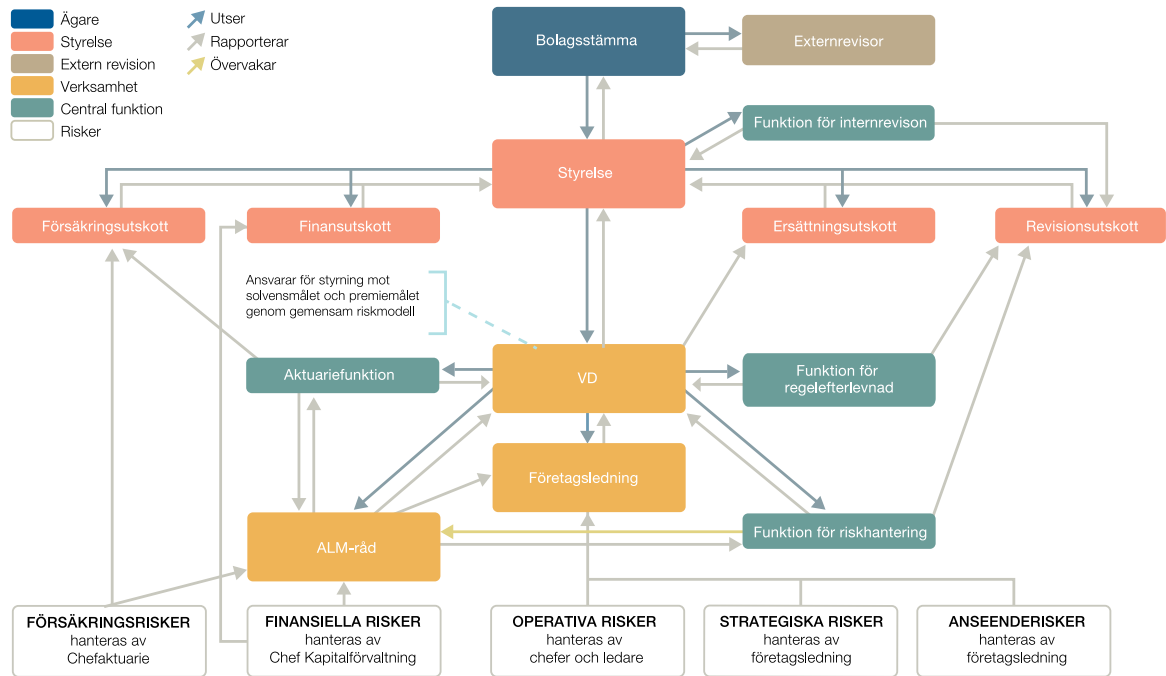 Ägare
Styrelse
Extern revision
Verksamhet
Central funktion
Risker
Utser
Rapporterar
Övervakar
Bolagsstämma
Externrevisor
Funktion för internrevison
Styrelse
Försäkringsutskott
Finansutskott
Ersättningsutskott
Revisionsutskott
Ansvarar för styrning mot
solvensmålet och premiemålet
genom gemensam riskmodell
Aktuariefunktion
VD
Funktion för
regelefterlevnad
Företagsledning
ALM-råd
Funktion för riskhantering
FÖRSÄKRINGSRISKER
hanteras av
Chefaktuarie
FINANSIELLA RISKER
hanteras av
Chef Kapitalförvaltning
OPERATIVA RISKER
hanteras av
chefer och ledare
STRATEGISKA RISKER
hanteras av
företagsledning
ANSEENDERISKER
hanteras av
företagsledning